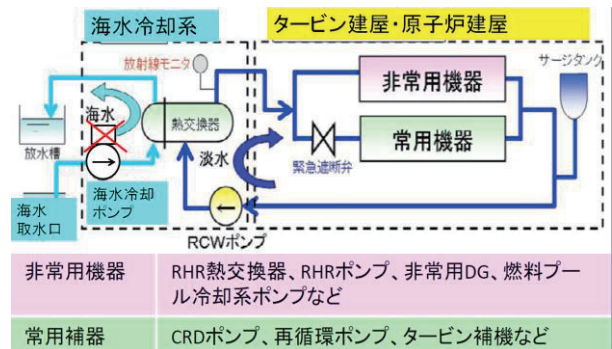 海水冷却系
タービン建屋・原子炉建屋
放射線モニタ
サージタンク
非常用機器
海水
熱交換器
常用機器
放水槽
淡水
緊急遮断弁
海水冷却
ポンプ
海水
取水口
RCWポンプ
非常用機器
RHR熱交換器、RHRポンプ、非常用DG、燃料プー
ル冷却系ポンプなど
常用補器
CRDポンプ、再循環ポンプ、タービン補機など